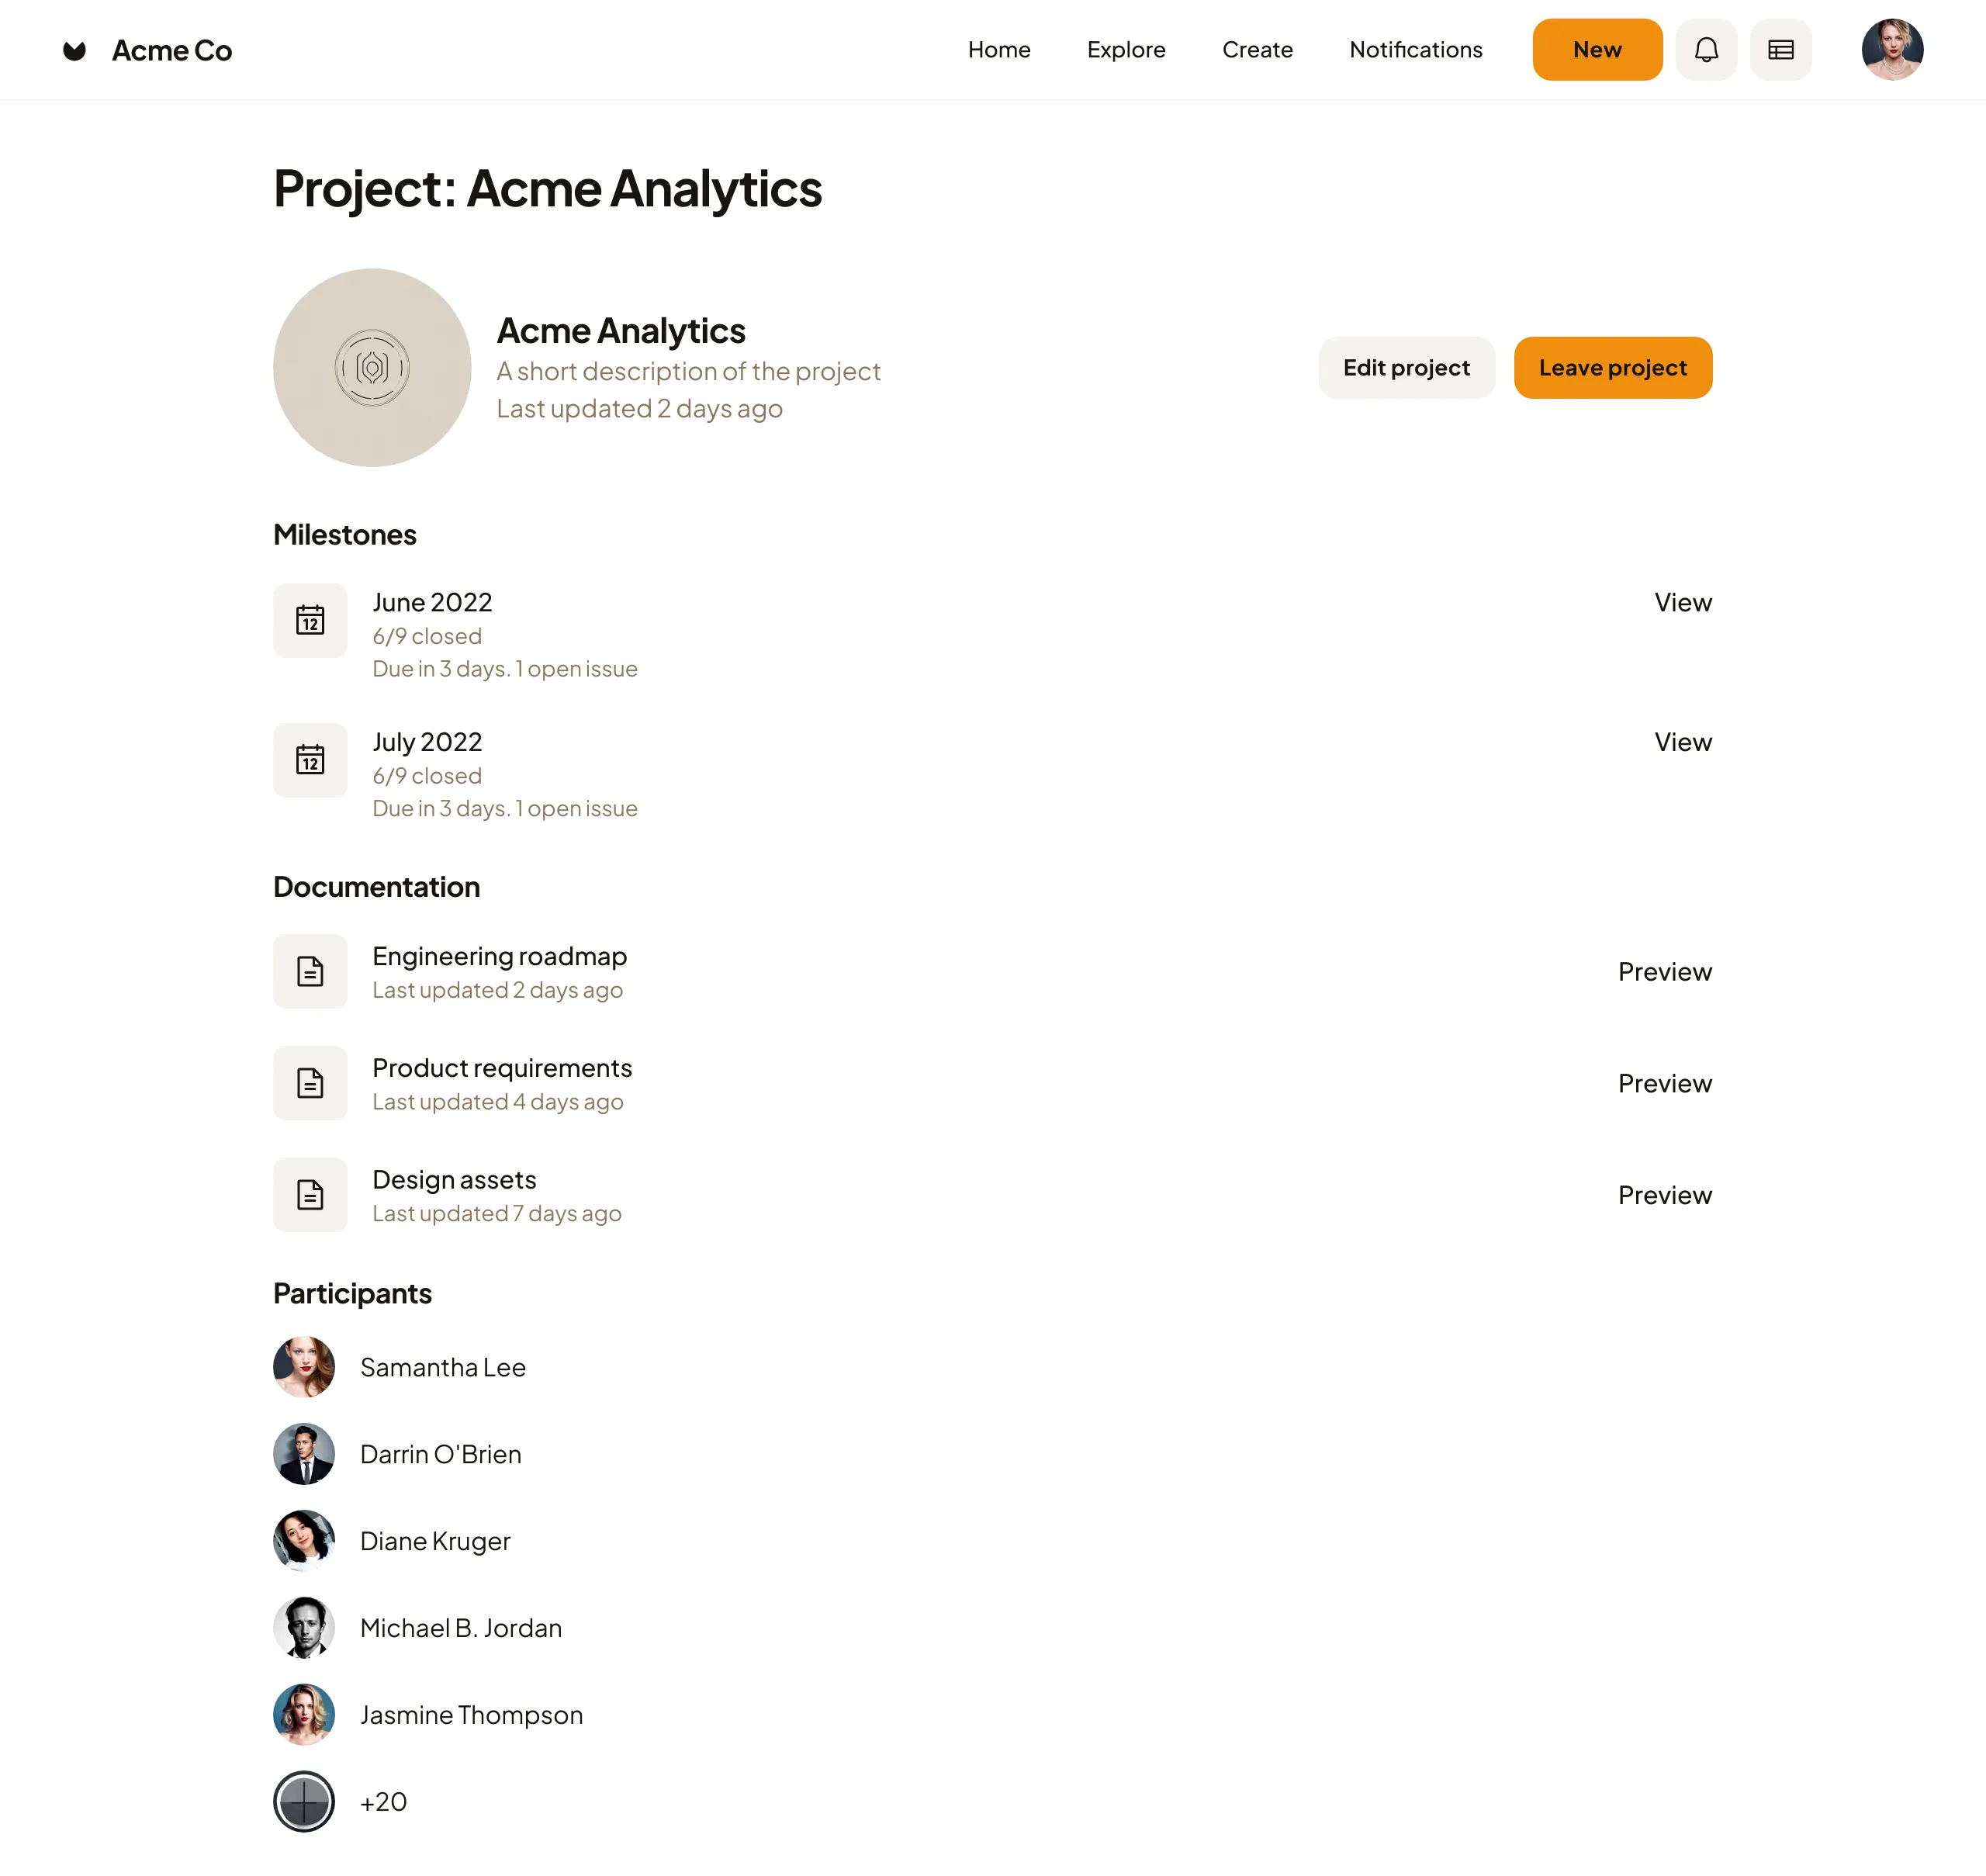 Acme Co
Home
Explore
Create
Notifications
New
Project: Acme Analytics
Acme Analytics
A short description of the project
Last updated 2 days ago
Edit project
Leave project
Milestones
12
June 2022
6/9 closed
Due in 3 days. 1 open issue
View
12
July 2022
6/9 closed
Due in 3 days. 1 open issue
View
Documentation
Engineering roadmap
Last updated 2 days ago
Preview
Product requirements
Last updated 4 days ago
Preview
Design assets
Last updated 7 days ago
Preview
Participants
Samantha Lee
Darrin O'Brien
Diane Kruger
Michael B. Jordan
Jasmine Thompson
+20